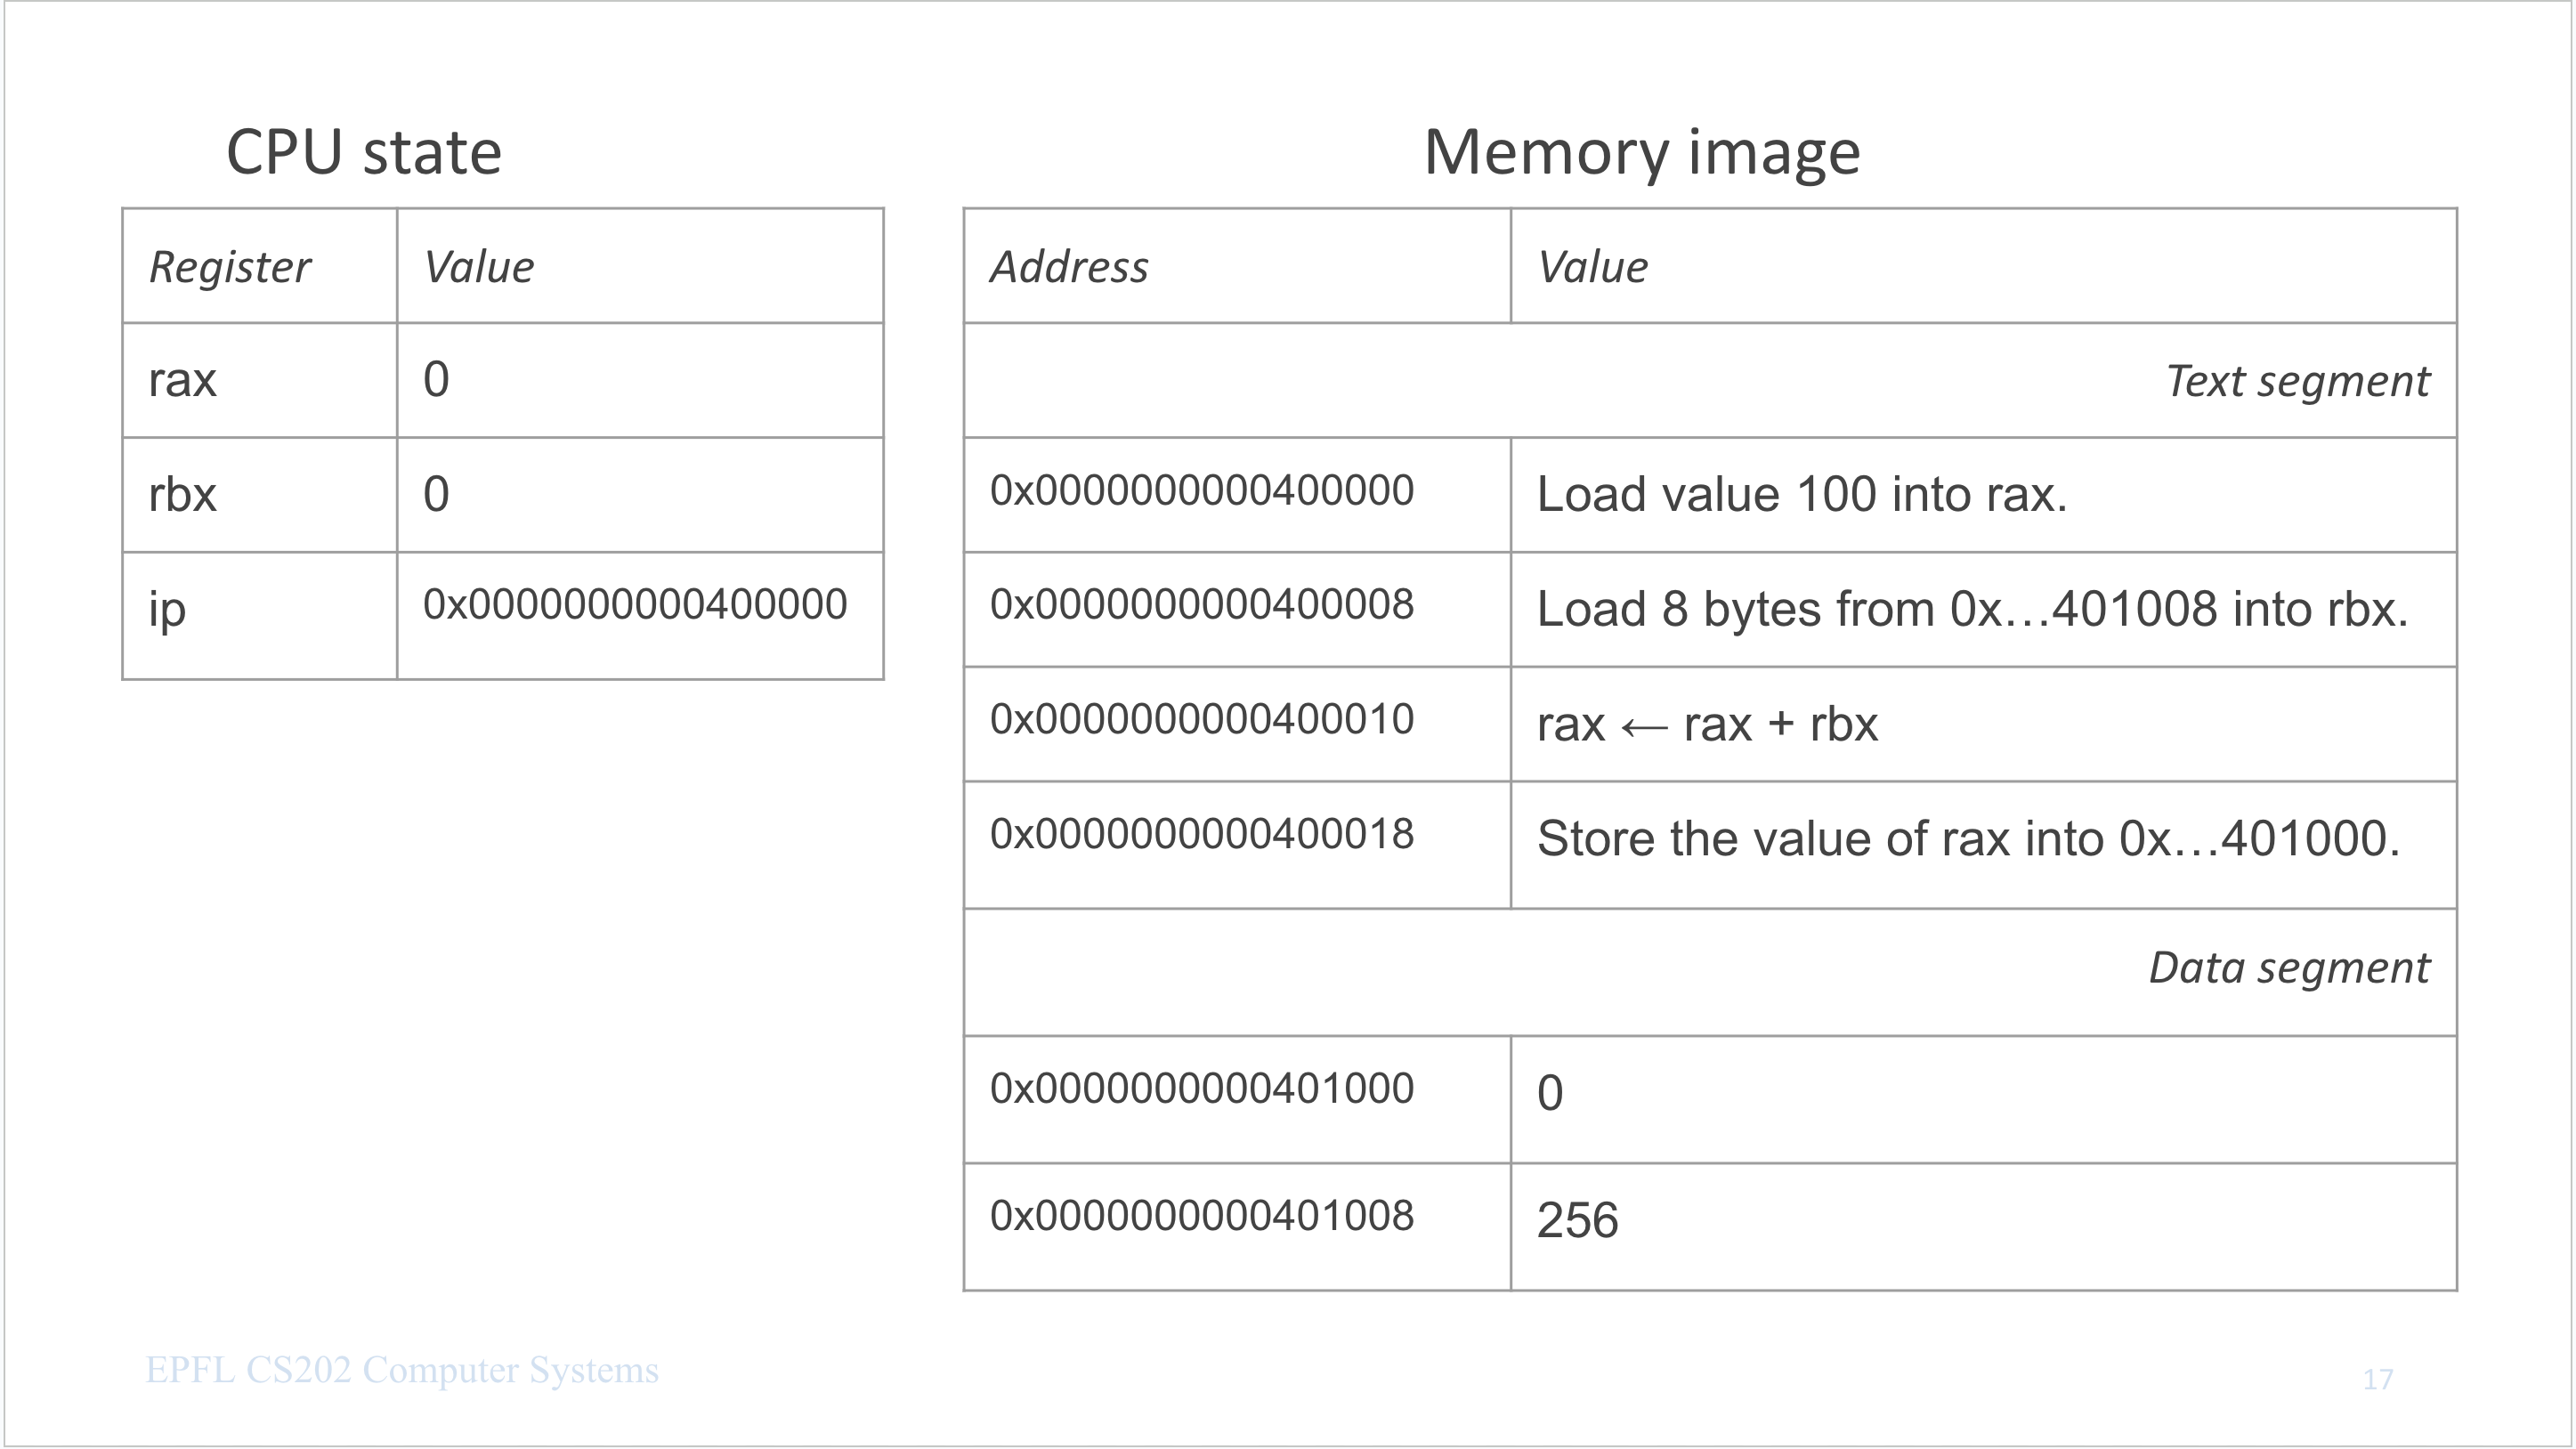 CPU state
Register Value
rax 0
rbx 0
ip 0x0000000000400000
Memory image
Address Value
Text segment
0x0000000000400000 Load value 100 into rax.
0x0000000000400008 Load 8 bytes from 0x…401008 into rbx.
0x0000000000400010 rax ← rax + rbx
0x0000000000400018 Store the value of rax into 0x…401000.
Data segment
0x0000000000401000 0
0x0000000000401008 256
EPFL CS202 Computer Systems
17